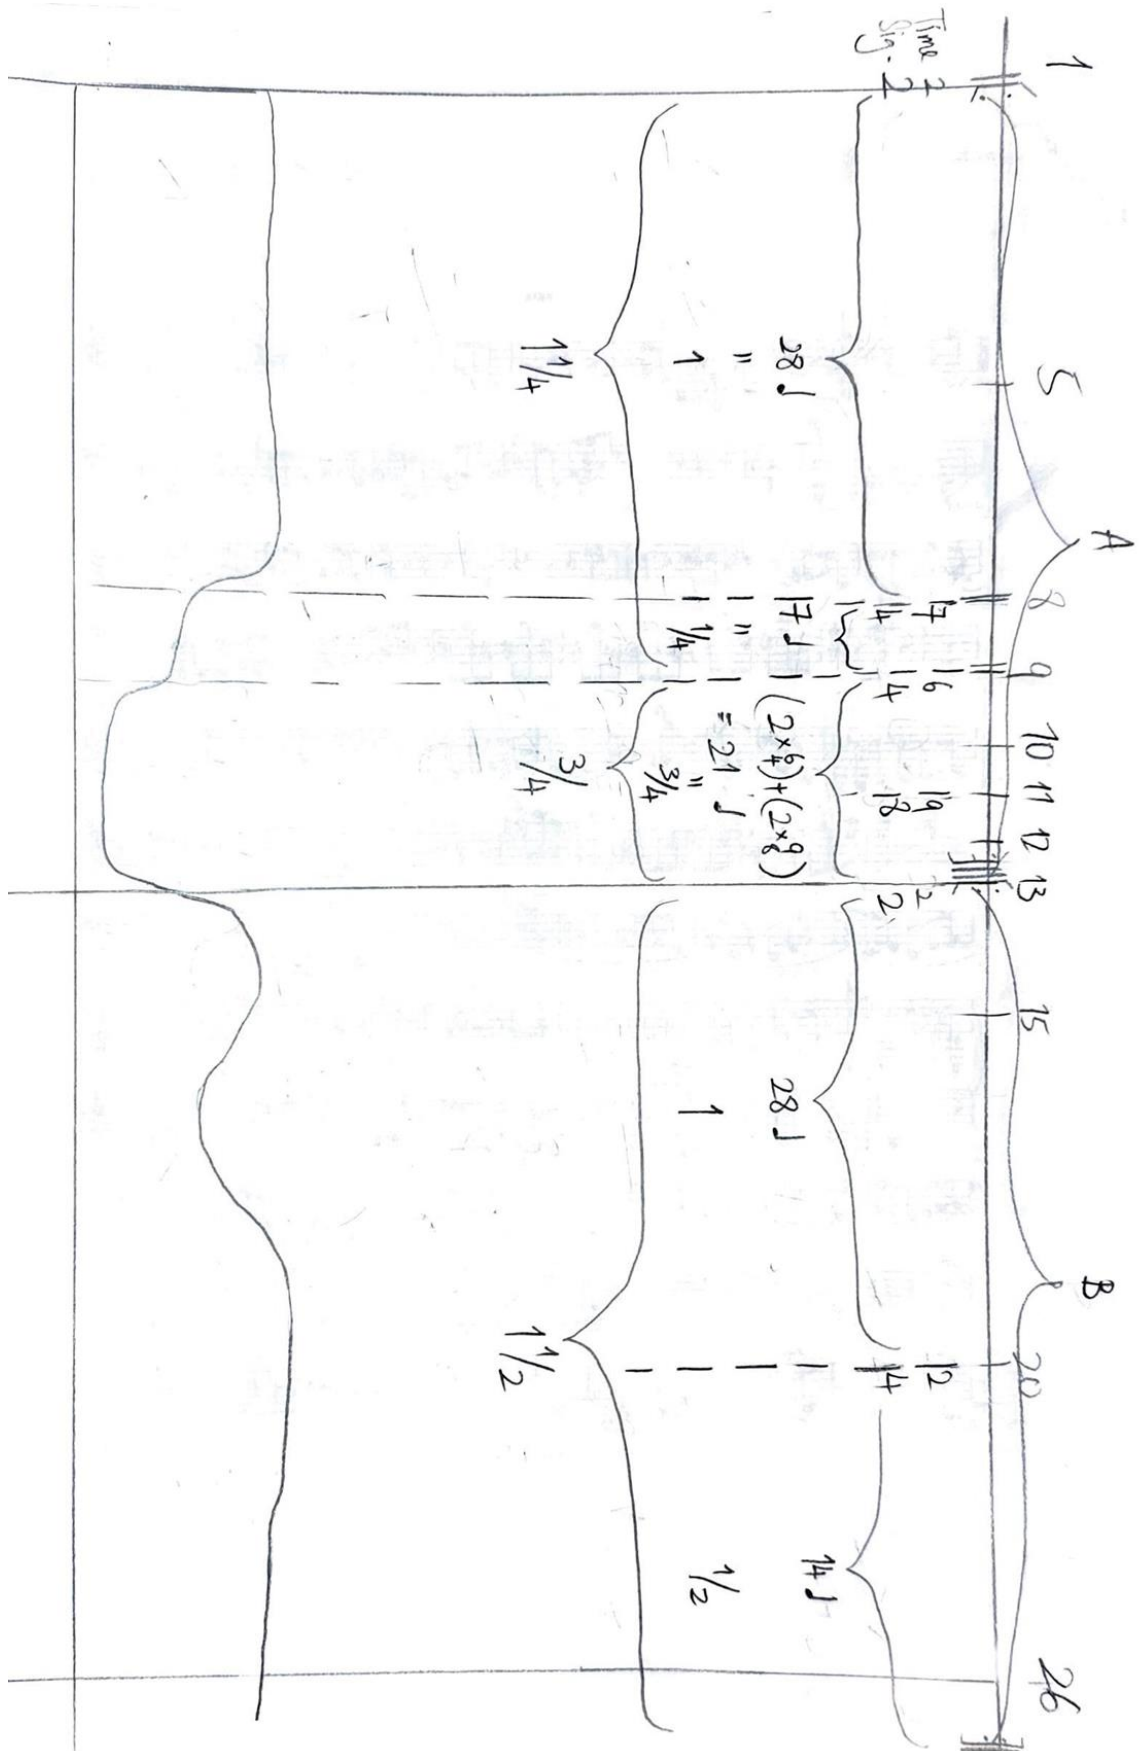 A B
1 5 8 9 10 11 12 13 15 20 26
Time 2 7 6 9 2 2
Sig. 2 4 4 8 2 4
28♩ 7♩ (2×6/4)+(2×9/8) 28♩ 14♩
" " = 21♩
1 1/4 " 3/4 1 1/2
1 1/4 3/4 1 1/2